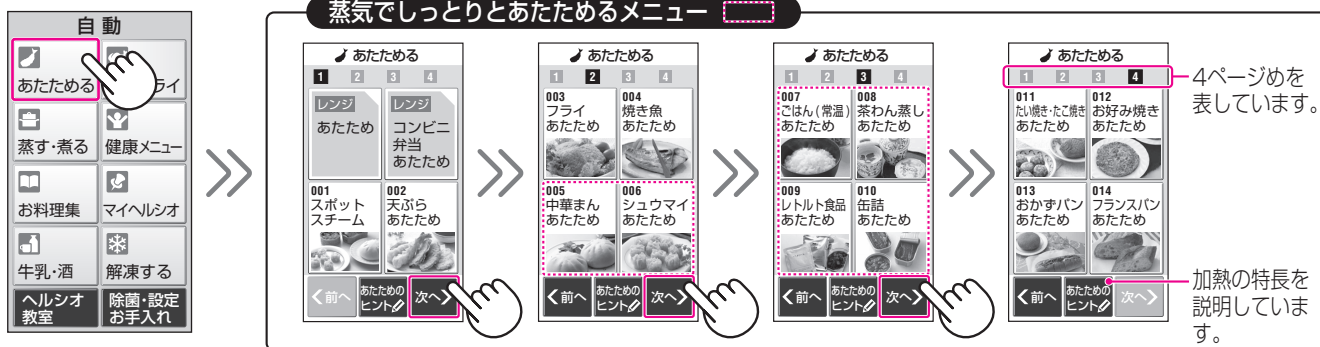 自動
あたためる
ライ
蒸す・煮る
健康メニュー
お料理集
マイヘルシオ
牛乳・酒
解凍する
ヘルシオ
教室
除菌・設定
お手入れ
蒸気でしっとりとあたためるメニュー
あたためる
1 2 3 4
レンジ
あたため
レンジ
コンビニ
弁当
あたため
001
スポット
スチーム
002
天ぷら
あたため
前へ
次へ
あたためる
1 2 3 4
003
フライ
あたため
004
焼き魚
あたため
005
中華まん
あたため
006
シュウマイ
あたため
前へ
あたための
ヒント
次へ
あたためる
1 2 3 4
007
ごはん(常温)
あたため
008
茶わん蒸し
あたため
009
レトルト食品
あたため
010
缶詰
あたため
前へ
あたための
ヒント
次へ
あたためる
1 2 3 4
011
たい焼き・たこ焼き
あたため
012
お好み焼き
あたため
013
おかずパン
あたため
014
フランスパン
あたため
前へ
あたための
ヒント
次へ
4ページめを
表しています。
加熱の特長を
説明していま
す。